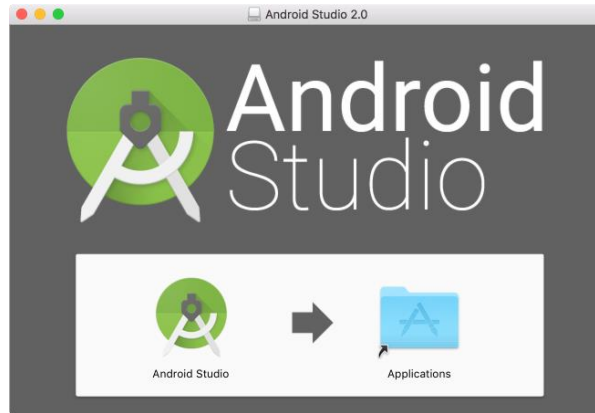 Android Studio 2.0
Android
Studio
Android Studio
Applications